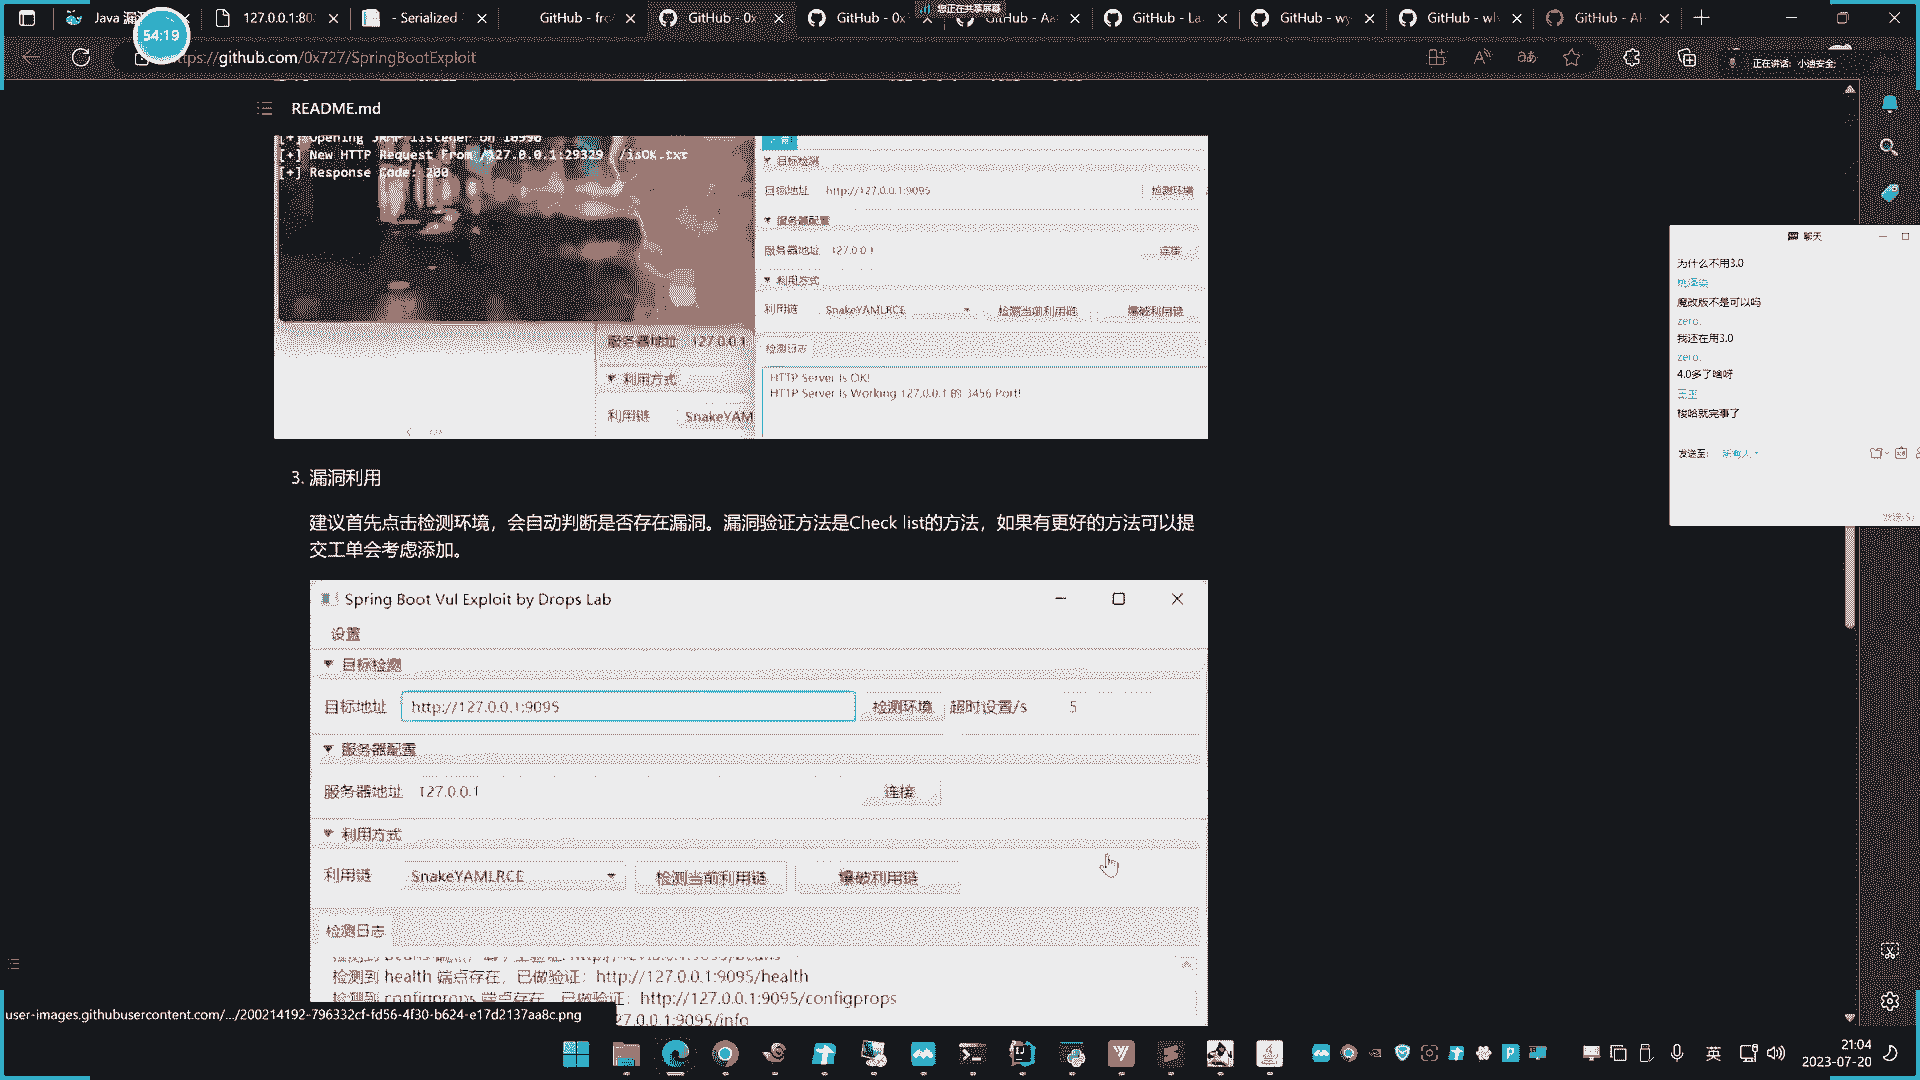 Java 漏
127.0.0.1:80
- Serialized
GitHub - fro
GitHub - 0x
GitHub - 0x
您正在共享屏幕
GitHub - Aa
GitHub - La
GitHub - wy
GitHub - wh
GitHub - Al
54:19
ttps://github.com/0x727/SpringBootExploit
正在讲话: 小迪安全;
README.md
[+] Opening JRMP listener on 10990
[+] New HTTP Request From /127.0.0.1:29329 /isOK.txt
[+] Response Code: 200
目标检测
目标地址 http://127.0.0.1:9095 检测环境
服务器配置
服务器地址 127.0.0.1 连接
利用方式
利用链 SnakeYAMLRCE 检测当前利用链 爆破利用链
检测日志
HTTP Server Is OK!
HTTP Server Is Working 127.0.0.1 的 3456 Port!
服务器地址 127.0.0.1
利用方式
利用链 SnakeYAM
聊天
为什么不用3.0
魔改版不是可以吗
zero.
我还在用3.0
zero.
4.0多了啥呀
梭哈就完事了
发送至:
3. 漏洞利用
建议首先点击检测环境，会自动判断是否存在漏洞。漏洞验证方法是Check list的方法，如果有更好的方法可以提
交工单会考虑添加。
Spring Boot Vul Exploit by Drops Lab
设置
目标检测
目标地址 http://127.0.0.1:9095 检测环境 超时设置/s 5
服务器配置
服务器地址 127.0.0.1 连接
利用方式
利用链 SnakeYAMLRCE 检测当前利用链 爆破利用链
检测日志
检测到 health 端点存在，已做验证：http://127.0.0.1:9095/health
检测到 configprops 端点存在，已做验证：http://127.0.0.1:9095/configprops
27.0.0.1:9095/info
user-images.githubusercontent.com/.../200214192-796332cf-fd56-4f30-b624-e17d2137aa8c.png
英
21:04
2023-07-20